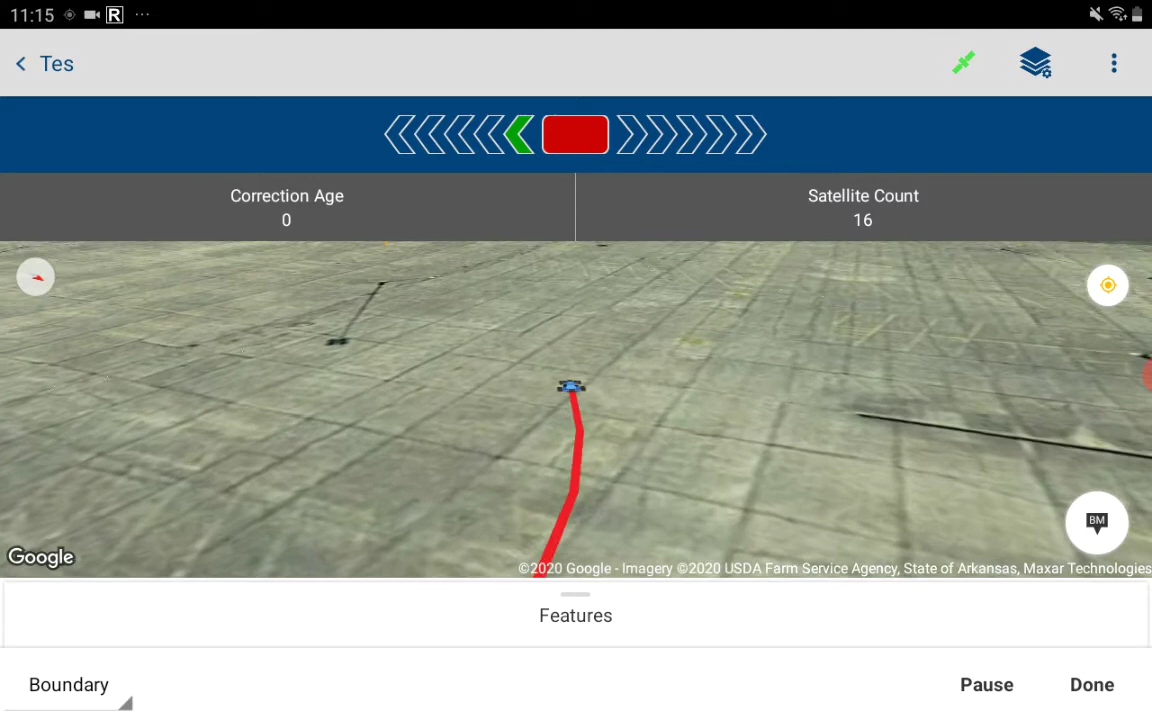 11:15 R ...
Tes
Correction Age
0
Satellite Count
16
BM
Google
©2020 Google - Imagery ©2020 USDA Farm Service Agency, State of Arkansas, Maxar Technologies
Features
Boundary
Pause
Done